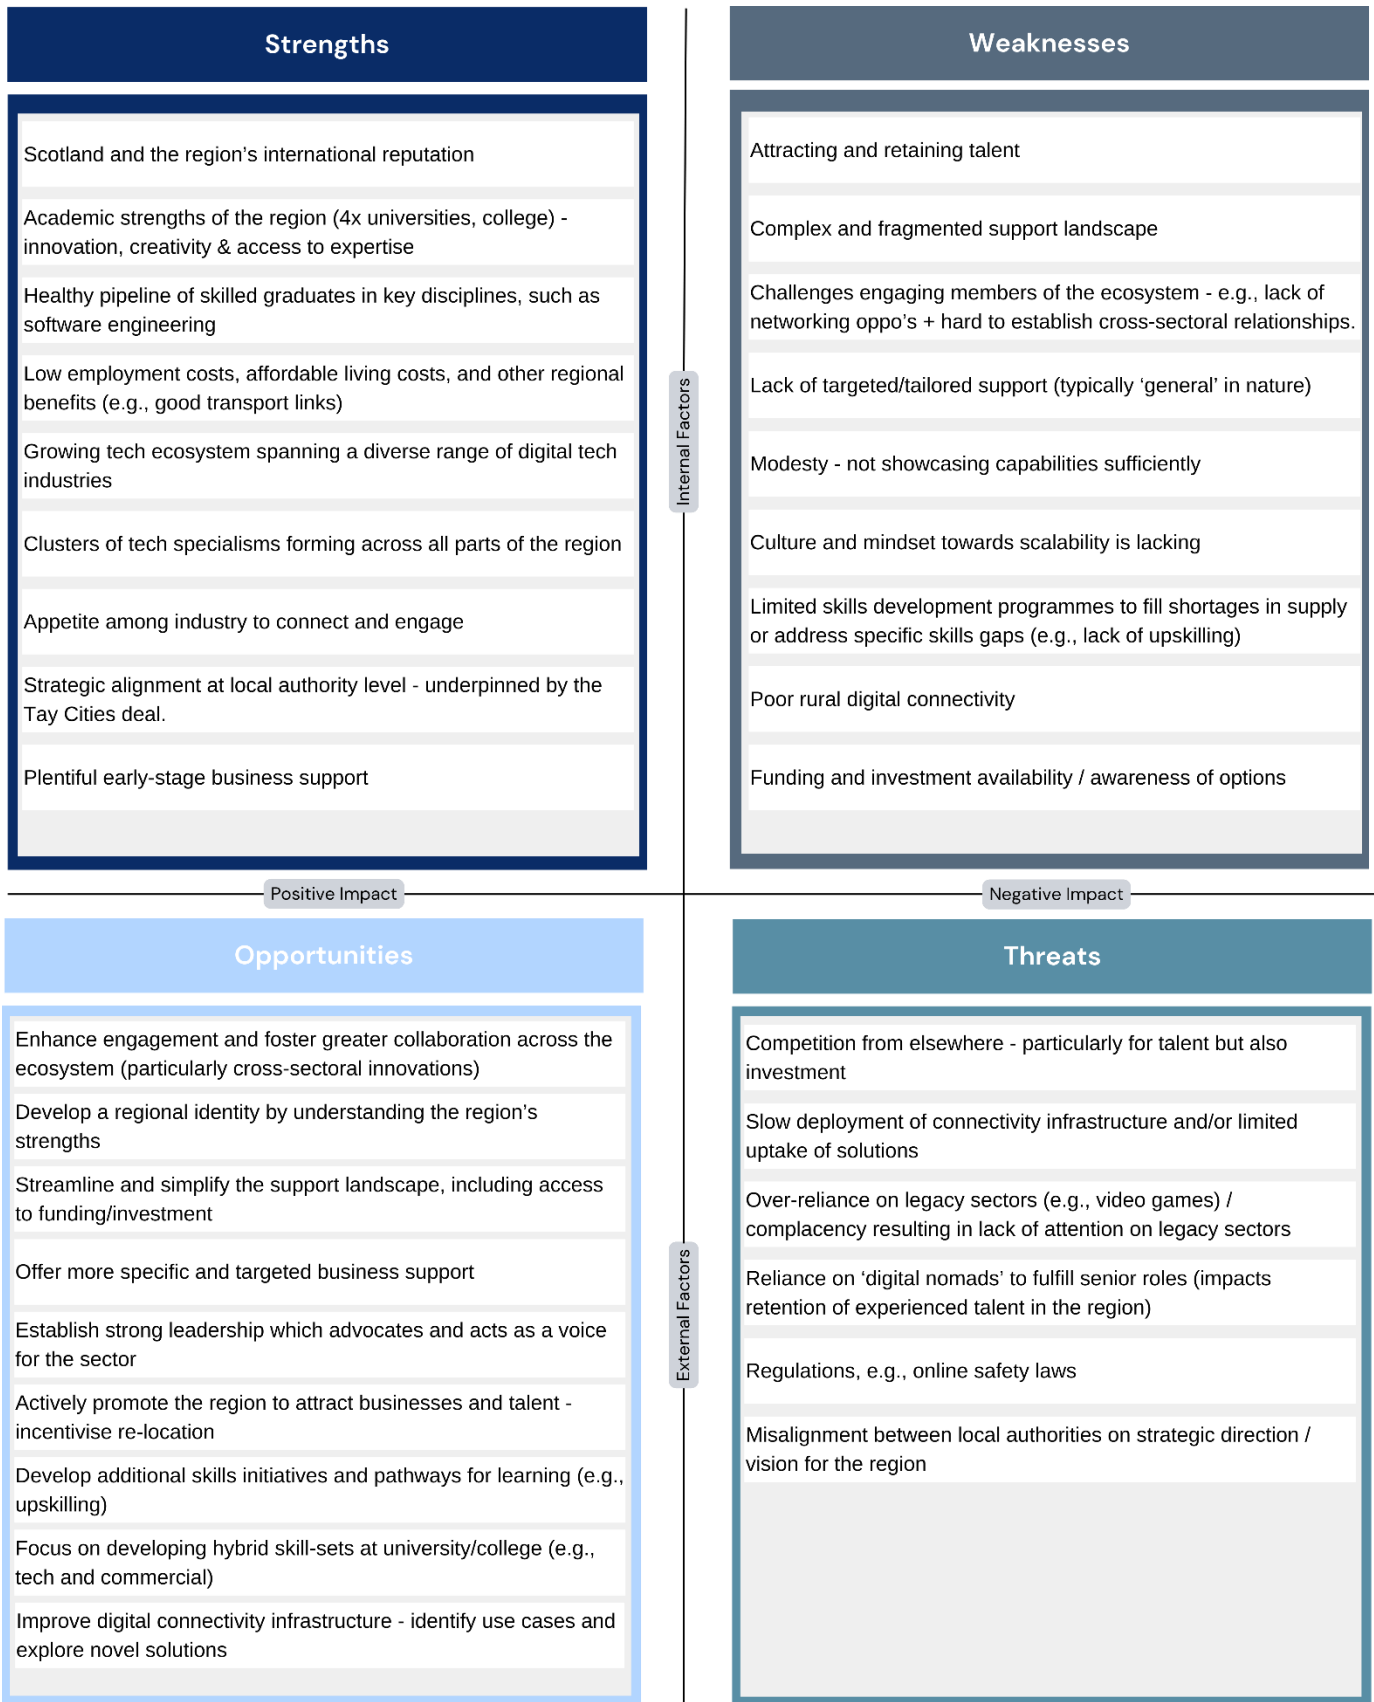 Strengths
Scotland and the region’s international reputation
Academic strengths of the region (4x universities, college) -
innovation, creativity & access to expertise
Healthy pipeline of skilled graduates in key disciplines, such as
software engineering
Low employment costs, affordable living costs, and other regional
benefits (e.g., good transport links)
Growing tech ecosystem spanning a diverse range of digital tech
industries
Clusters of tech specialisms forming across all parts of the region
Appetite among industry to connect and engage
Strategic alignment at local authority level - underpinned by the
Tay Cities deal.
Plentiful early-stage business support
Weaknesses
Attracting and retaining talent
Complex and fragmented support landscape
Challenges engaging members of the ecosystem - e.g., lack of
networking oppo’s + hard to establish cross-sectoral relationships.
Lack of targeted/tailored support (typically ‘general’ in nature)
Modesty - not showcasing capabilities sufficiently
Culture and mindset towards scalability is lacking
Limited skills development programmes to fill shortages in supply
or address specific skills gaps (e.g., lack of upskilling)
Poor rural digital connectivity
Funding and investment availability / awareness of options
Internal Factors
Positive Impact
Negative Impact
Opportunities
Enhance engagement and foster greater collaboration across the
ecosystem (particularly cross-sectoral innovations)
Develop a regional identity by understanding the region’s
strengths
Streamline and simplify the support landscape, including access
to funding/investment
Offer more specific and targeted business support
Establish strong leadership which advocates and acts as a voice
for the sector
Actively promote the region to attract businesses and talent -
incentivise re-location
Develop additional skills initiatives and pathways for learning (e.g.,
upskilling)
Focus on developing hybrid skill-sets at university/college (e.g.,
tech and commercial)
Improve digital connectivity infrastructure - identify use cases and
explore novel solutions
External Factors
Threats
Competition from elsewhere - particularly for talent but also
investment
Slow deployment of connectivity infrastructure and/or limited
uptake of solutions
Over-reliance on legacy sectors (e.g., video games) /
complacency resulting in lack of attention on legacy sectors
Reliance on ‘digital nomads’ to fulfill senior roles (impacts
retention of experienced talent in the region)
Regulations, e.g., online safety laws
Misalignment between local authorities on strategic direction /
vision for the region